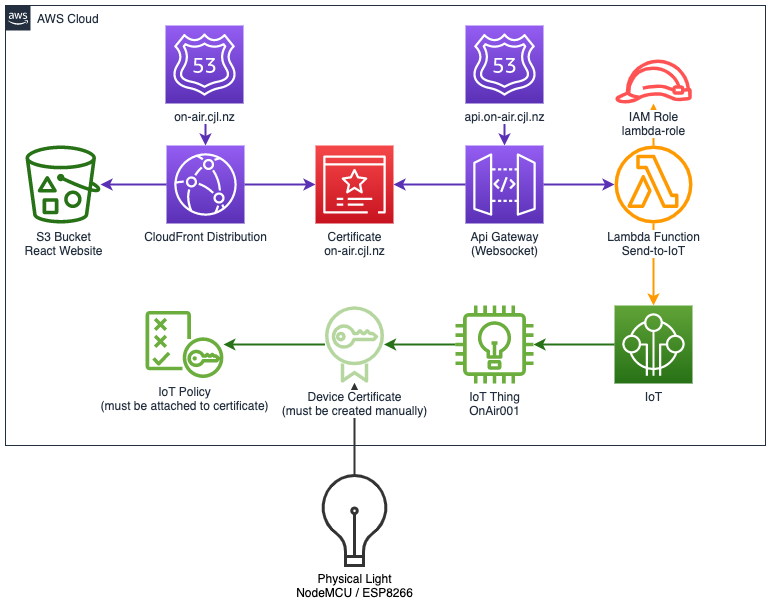 aws
AWS Cloud
53
53
on-air.cjl.nz
api.on-air.cjl.nz
IAM Role
lambda-role
</>
S3 Bucket
React Website
CloudFront Distribution
Certificate
on-air.cjl.nz
Api Gateway
(Websocket)
Lambda Function
Send-to-IoT
IoT Policy
(must be attached to certificate)
Device Certificate
(must be created manually)
IoT Thing
OnAir001
IoT
Physical Light
NodeMCU / ESP8266